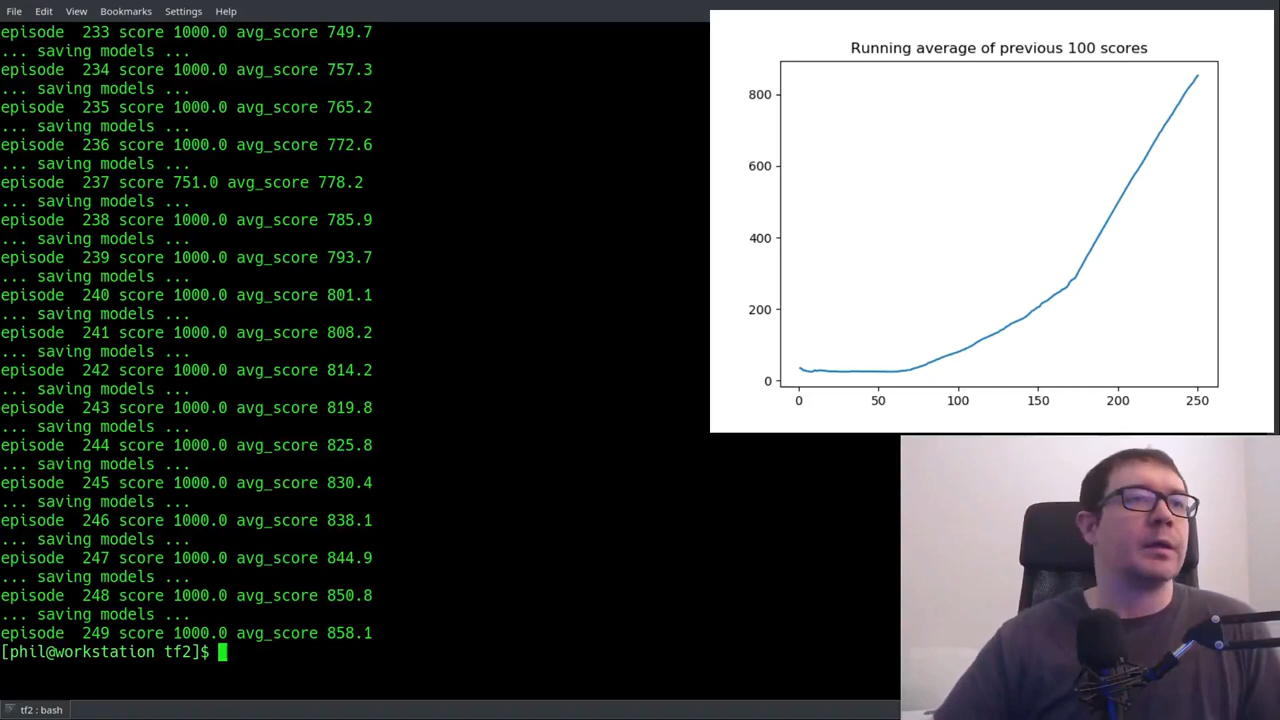 File Edit View Bookmarks Settings Help
episode  233 score 1000.0 avg_score 749.7
... saving models ...
episode  234 score 1000.0 avg_score 757.3
... saving models ...
episode  235 score 1000.0 avg_score 765.2
... saving models ...
episode  236 score 1000.0 avg_score 772.6
... saving models ...
episode  237 score 751.0 avg_score 778.2
... saving models ...
episode  238 score 1000.0 avg_score 785.9
... saving models ...
episode  239 score 1000.0 avg_score 793.7
... saving models ...
episode  240 score 1000.0 avg_score 801.1
... saving models ...
episode  241 score 1000.0 avg_score 808.2
... saving models ...
episode  242 score 1000.0 avg_score 814.2
... saving models ...
episode  243 score 1000.0 avg_score 819.8
... saving models ...
episode  244 score 1000.0 avg_score 825.8
... saving models ...
episode  245 score 1000.0 avg_score 830.4
... saving models ...
episode  246 score 1000.0 avg_score 838.1
... saving models ...
episode  247 score 1000.0 avg_score 844.9
... saving models ...
episode  248 score 1000.0 avg_score 850.8
... saving models ...
episode  249 score 1000.0 avg_score 858.1
[phil@workstation tf2]$
tf2 : bash
Running average of previous 100 scores
800
600
400
200
0
0 50 100 150 200 250